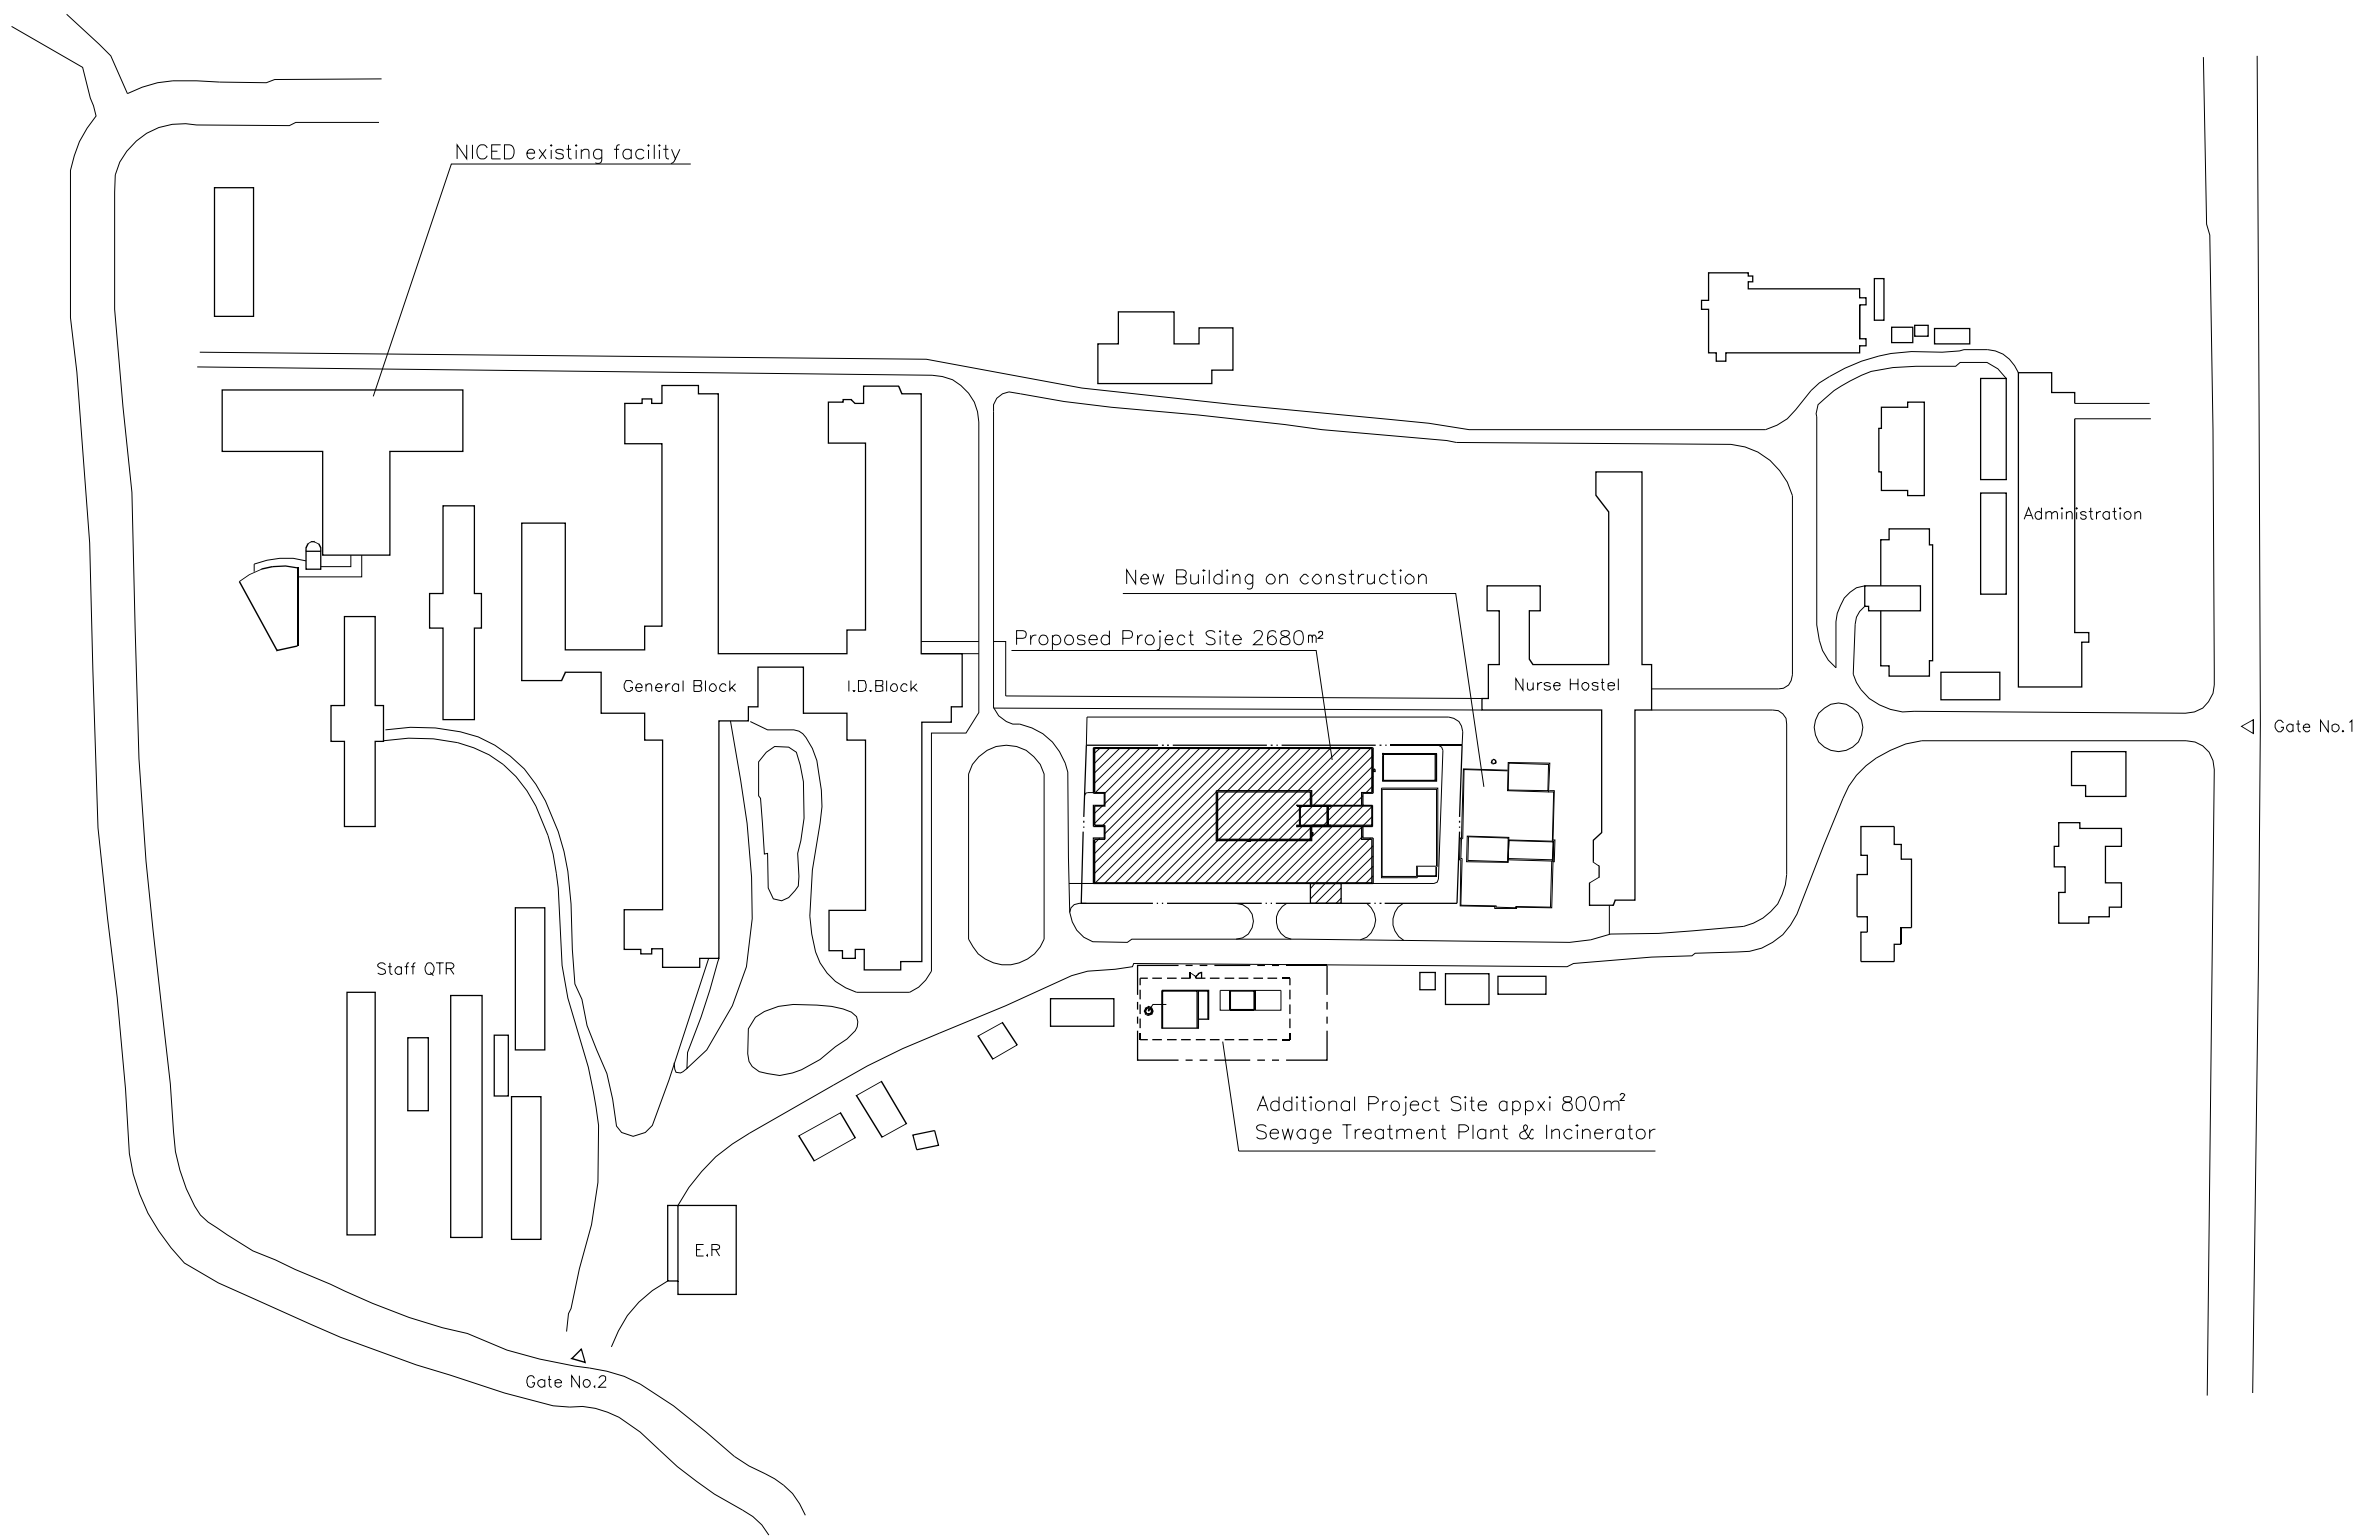 NICED existing facility
Administration
New Building on construction
Proposed Project Site 2680m²
General Block
I.D.Block
Nurse Hostel
Gate No.1
Staff QTR
Additional Project Site appxi 800m²
Sewage Treatment Plant & Incinerator
E.R
Gate No.2